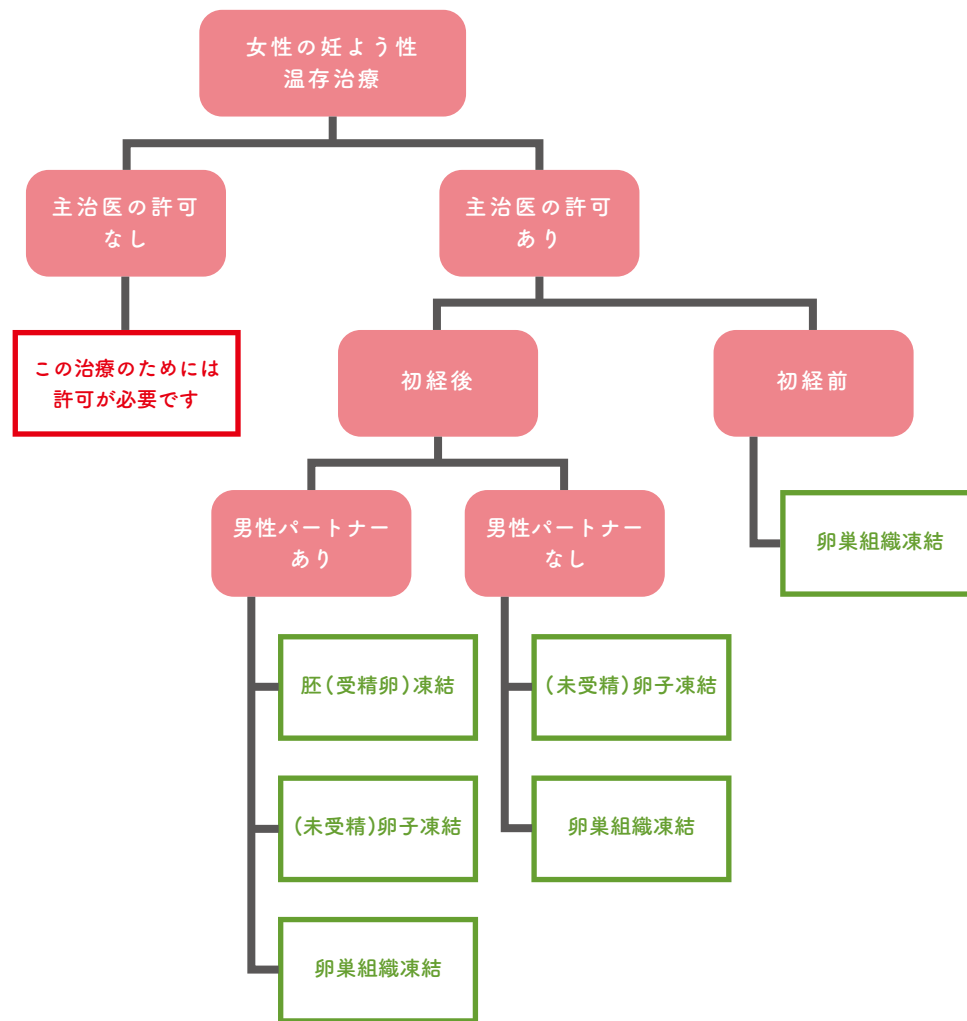 女性の妊よう性
温存治療
主治医の許可
なし
主治医の許可
あり
この治療のためには
許可が必要です
初経後
初経前
男性パートナー
あり
男性パートナー
なし
卵巣組織凍結
胚(受精卵)凍結
(未受精)卵子凍結
(未受精)卵子凍結
卵巣組織凍結
卵巣組織凍結